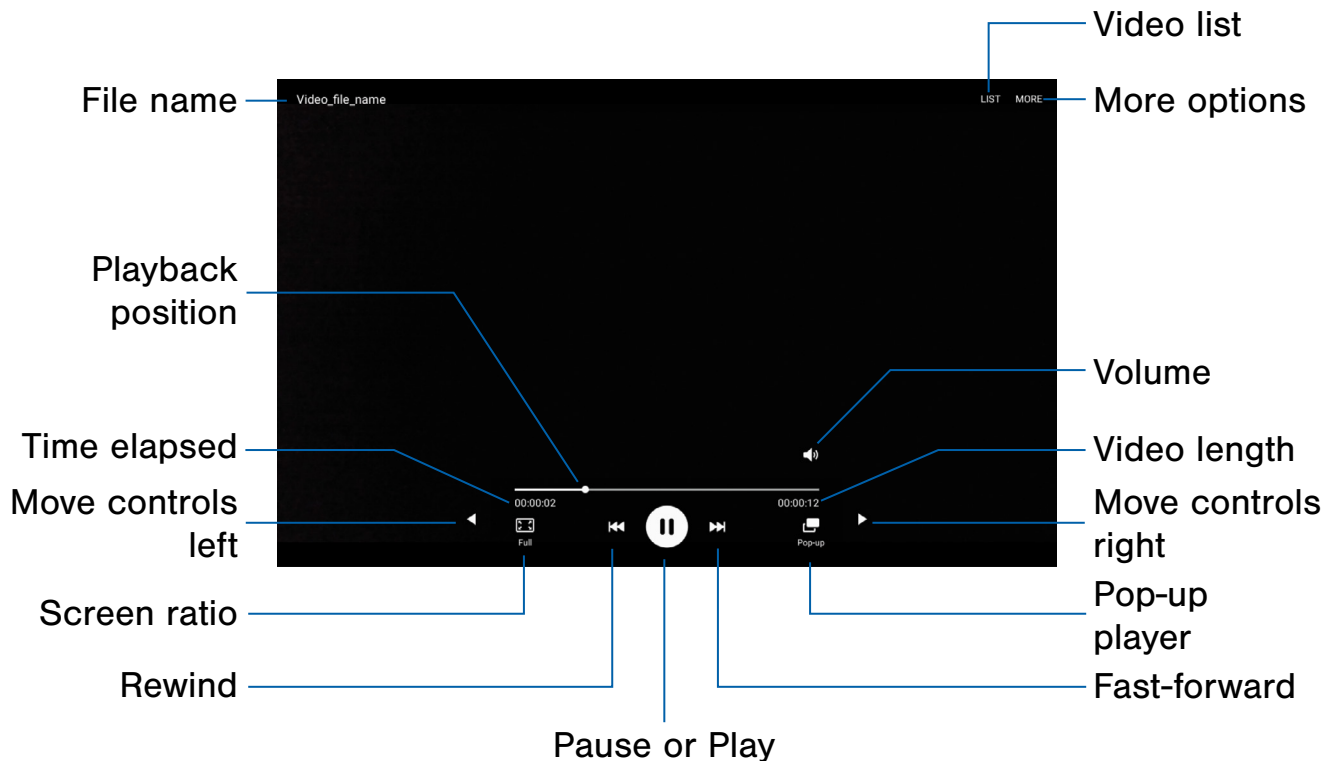 Video list
File name
Video_file_name
LIST MORE
More options
Playback
position
Volume
Time elapsed
Video length
00:00:02
00:00:12
Move controls
left
Move controls
right
Full
Pop-up
Screen ratio
Pop-up
player
Rewind
Fast-forward
Pause or Play